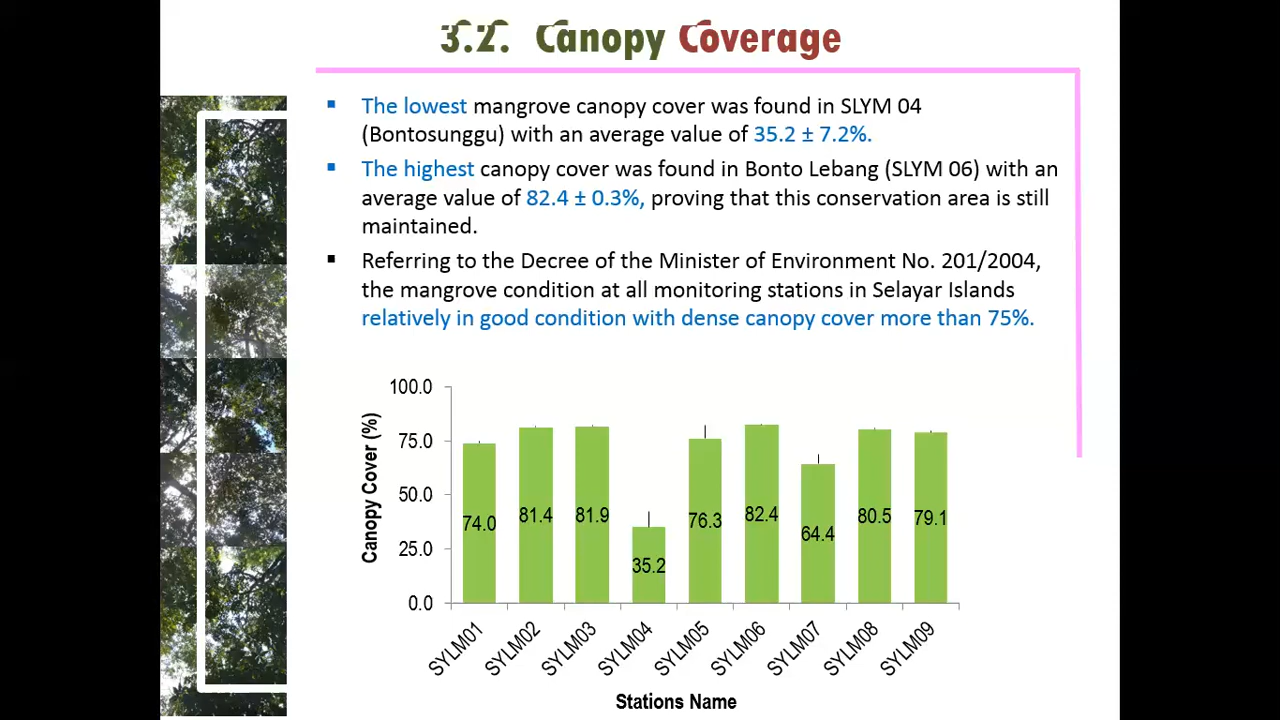 3.2. Canopy Coverage
The lowest mangrove canopy cover was found in SLYM 04
(Bontosunggu) with an average value of 35.2 ± 7.2%.
The highest canopy cover was found in Bonto Lebang (SLYM 06) with an
average value of 82.4 ± 0.3%, proving that this conservation area is still
maintained.
Referring to the Decree of the Minister of Environment No. 201/2004,
the mangrove condition at all monitoring stations in Selayar Islands
relatively in good condition with dense canopy cover more than 75%.
Canopy Cover (%)
100.0
75.0
50.0
25.0
0.0
74.0
81.4
81.9
35.2
76.3
82.4
64.4
80.5
79.1
SYLM01
SYLM02
SYLM03
SYLM04
SYLM05
SYLM06
SYLM07
SYLM08
SYLM09
Stations Name